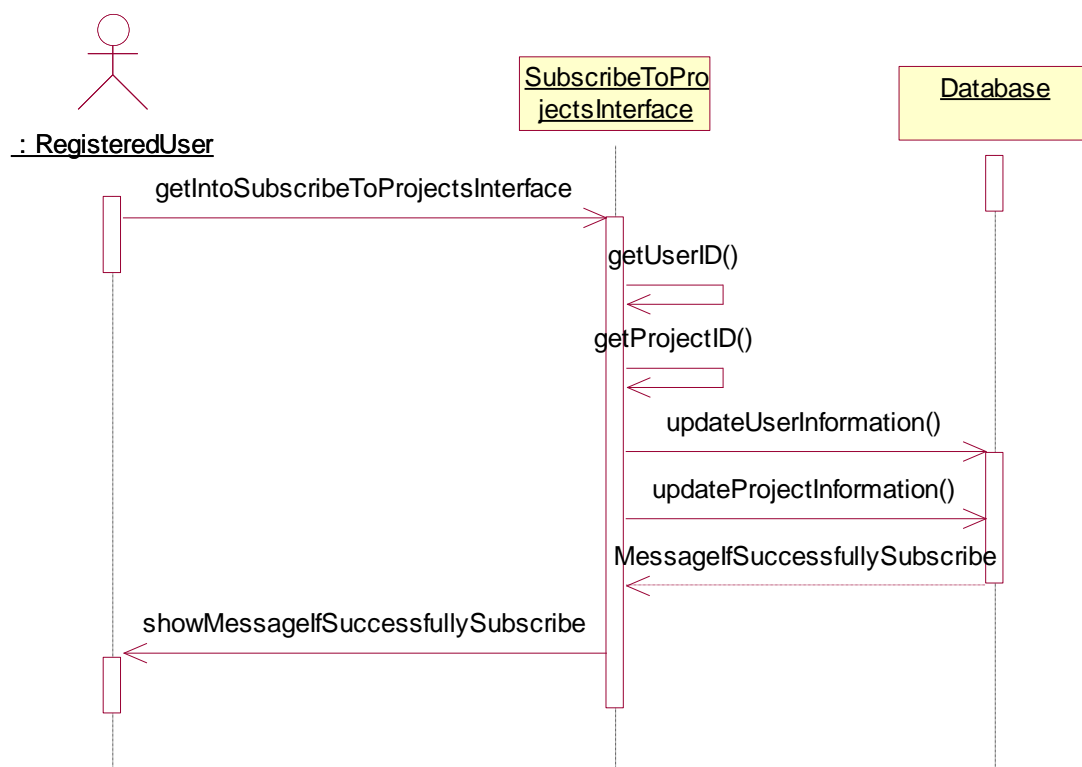 SubscribeToPro
jectsInterface
Database
: RegisteredUser
getIntoSubscribeToProjectsInterface
getUserID()
getProjectID()
updateUserInformation()
updateProjectInformation()
MessageIfSuccessfullySubscribe
showMessageIfSuccessfullySubscribe